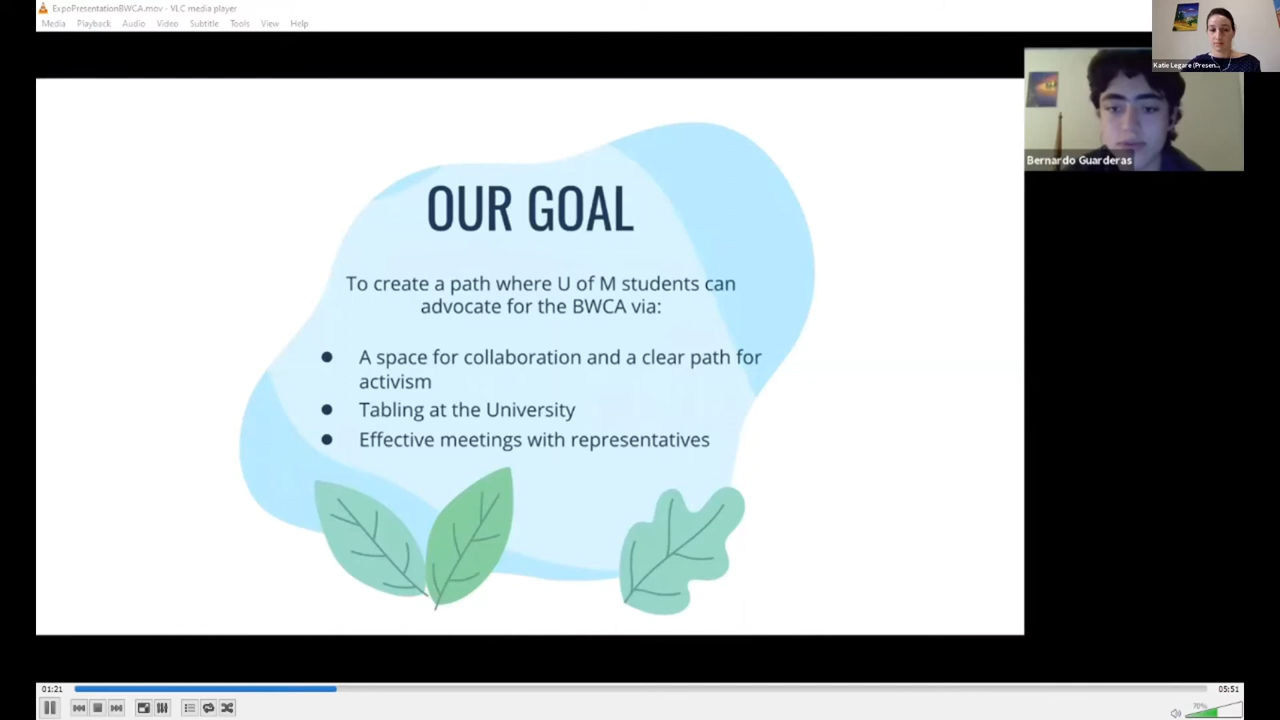 ExpoPresentationBWCA.mov - VLC media player
Media Playback Audio Video Subtitle Tools View Help
Katie Legare (Presen...
Bernardo Guarderas
OUR GOAL
To create a path where U of M students can
advocate for the BWCA via:
● A space for collaboration and a clear path for
activism
● Tabling at the University
● Effective meetings with representatives
01:21
05:51
70%